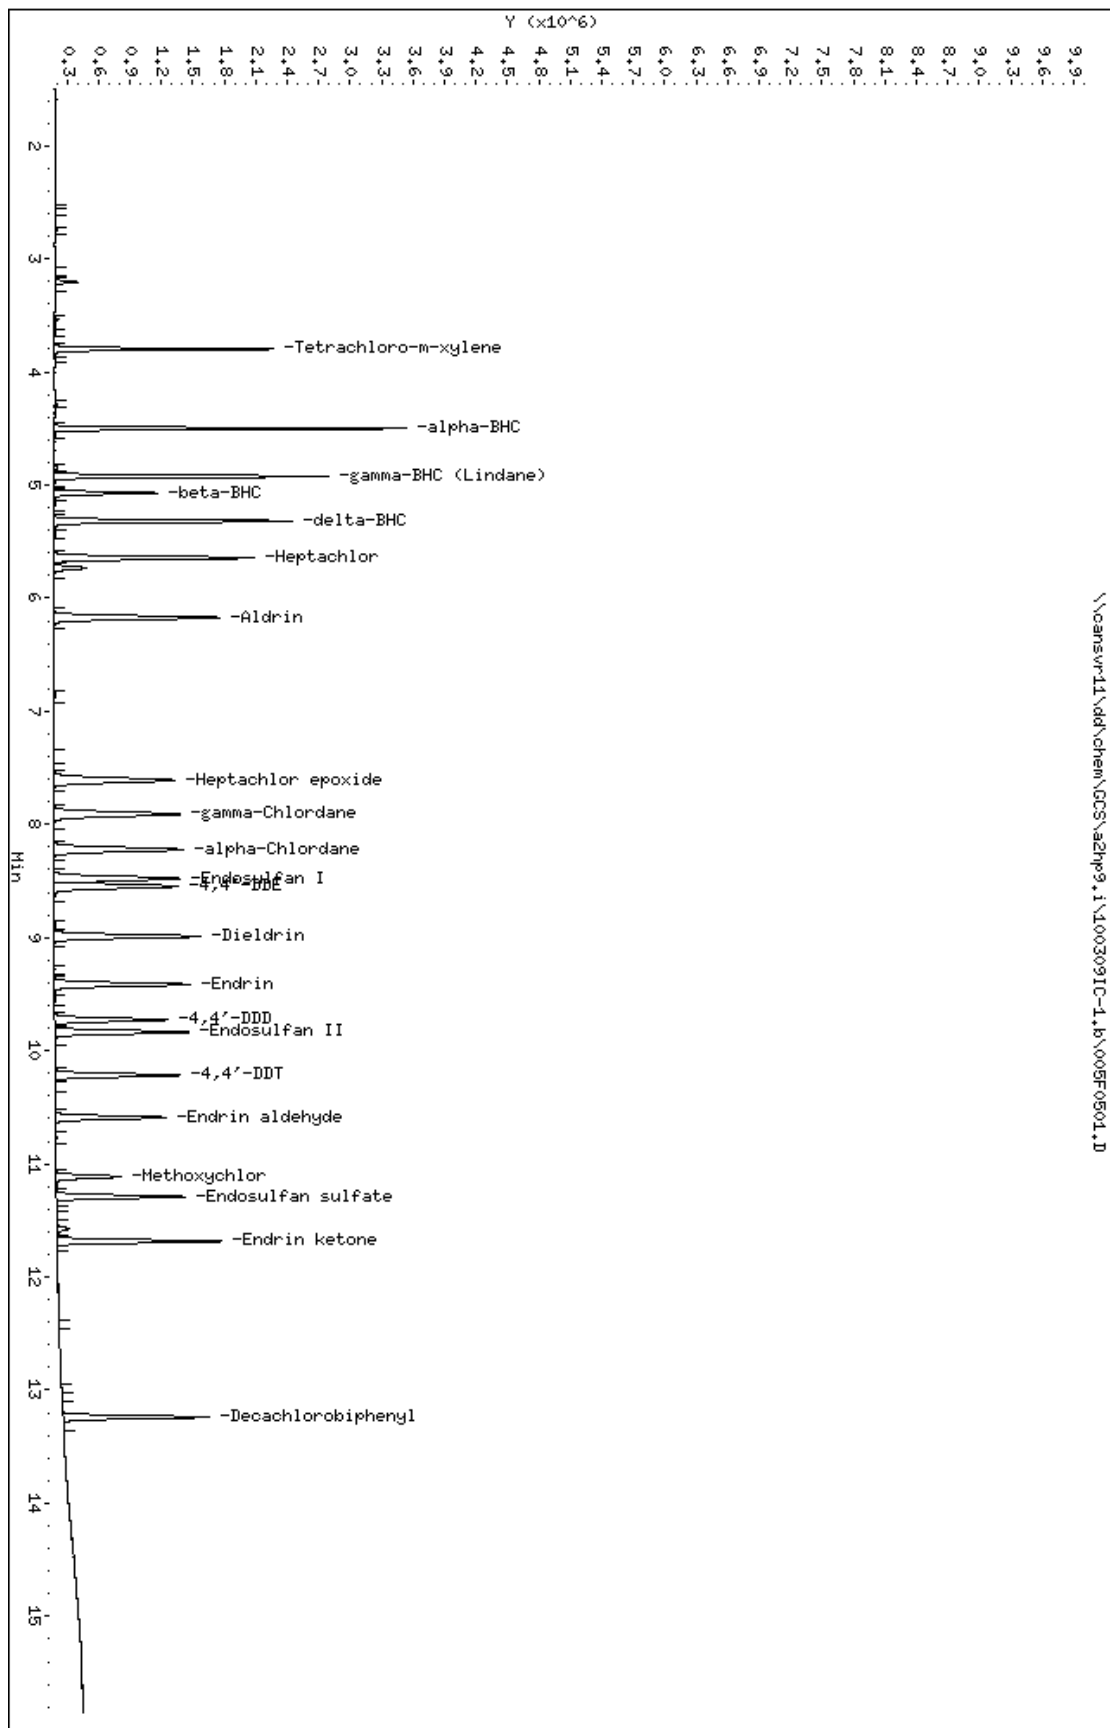 Y (x10^6)
0.3
0.6
0.9
1.2
1.5
1.8
2.1
2.4
2.7
3.0
3.3
3.6
3.9
4.2
4.5
4.8
5.1
5.4
5.7
6.0
6.3
6.6
6.9
7.2
7.5
7.8
8.1
8.4
8.7
9.0
9.3
9.6
9.9
\\cansvr11\dd\chem\GCS\a2hp9.i\100309IC-1.b\005F0501.D
2
3
-Tetrachloro-m-xylene
4
-alpha-BHC
-gamma-BHC (Lindane)
5
-beta-BHC
-delta-BHC
-Heptachlor
6
-Aldrin
7
-Heptachlor epoxide
-gamma-Chlordane
8
-alpha-Chlordane
Min
-Endosulfan I
-4,4'-DDE
-Dieldrin
9
-Endrin
-4,4'-DDD
-Endosulfan II
10
-4,4'-DDT
-Endrin aldehyde
11
-Methoxychlor
-Endosulfan sulfate
-Endrin ketone
12
13
-Decachlorobiphenyl
14
15